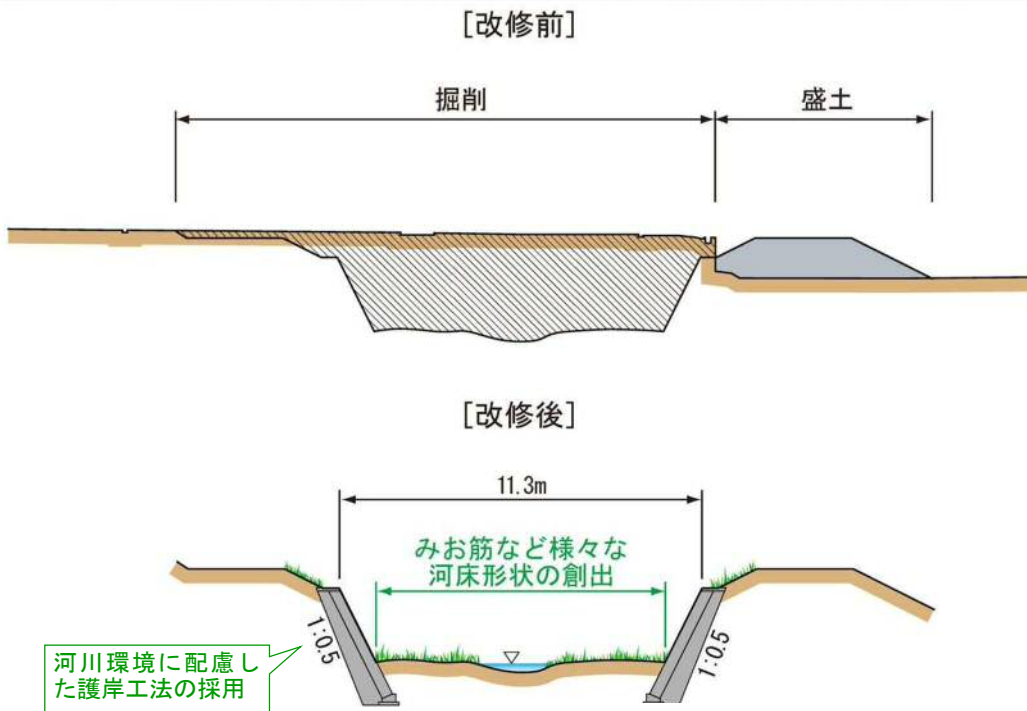 [改修前]
掘削
盛土
[改修後]
11.3m
みお筋など様々な
河床形状の創出
1:0.5
1:0.5
河川環境に配慮し
た護岸工法の採用